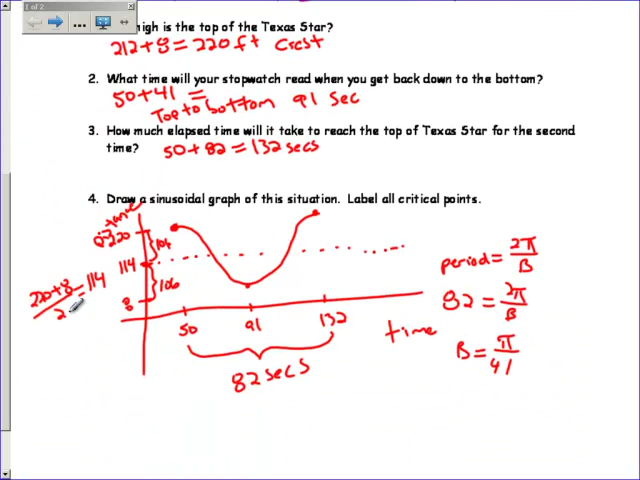 1 of 2
high is the top of the Texas Star?
212 + 8 = 220 ft Crest
2. What time will your stopwatch read when you get back down to the bottom?
50 + 41 =
Top to bottom 91 sec
3. How much elapsed time will it take to reach the top of Texas Star for the second
time? 50 + 82 = 132 secs
4. Draw a sinusoidal graph of this situation. Label all critical points.
220
106
114
106
8
220+8
2
= 114
50 91 132
time
82 secs
period = 2π/B
82 = 2π/B
B = π/41